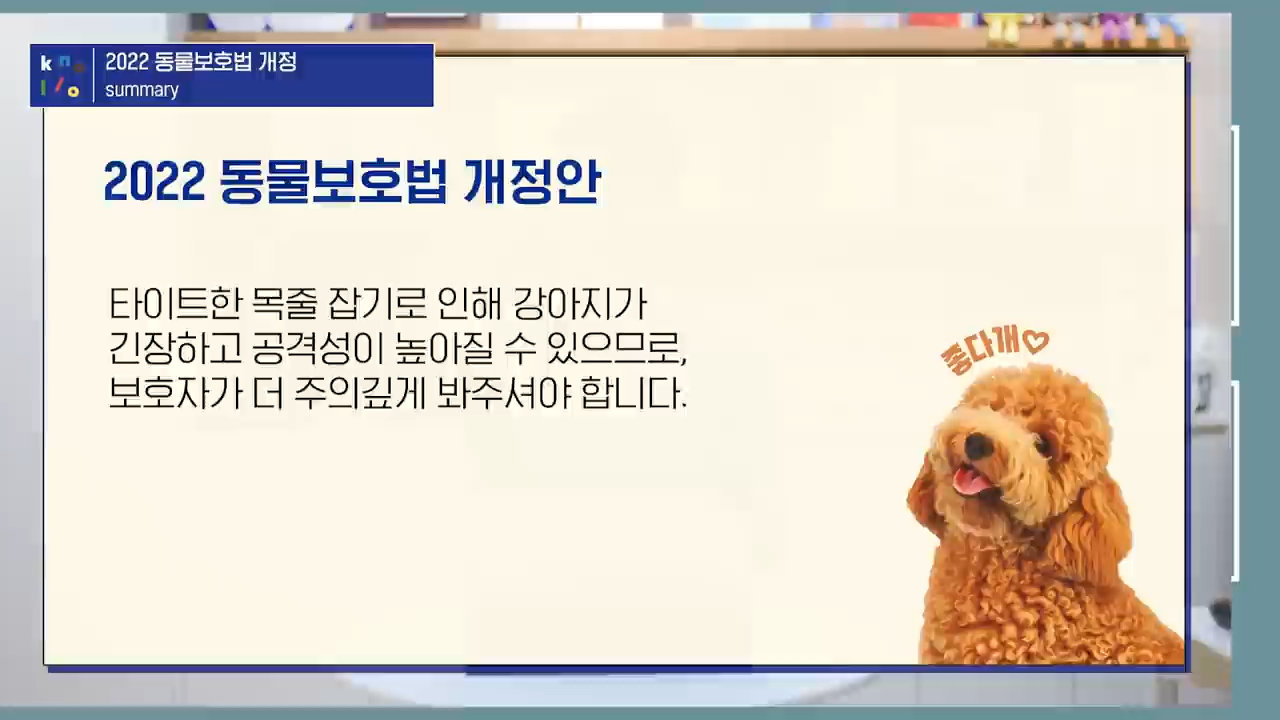 kn
l/o
2022 동물보호법 개정
summary
2022 동물보호법 개정안
타이트한 목줄 잡기로 인해 강아지가
긴장하고 공격성이 높아질 수 있으므로,
보호자가 더 주의깊게 봐주셔야 합니다.
좋다개♡